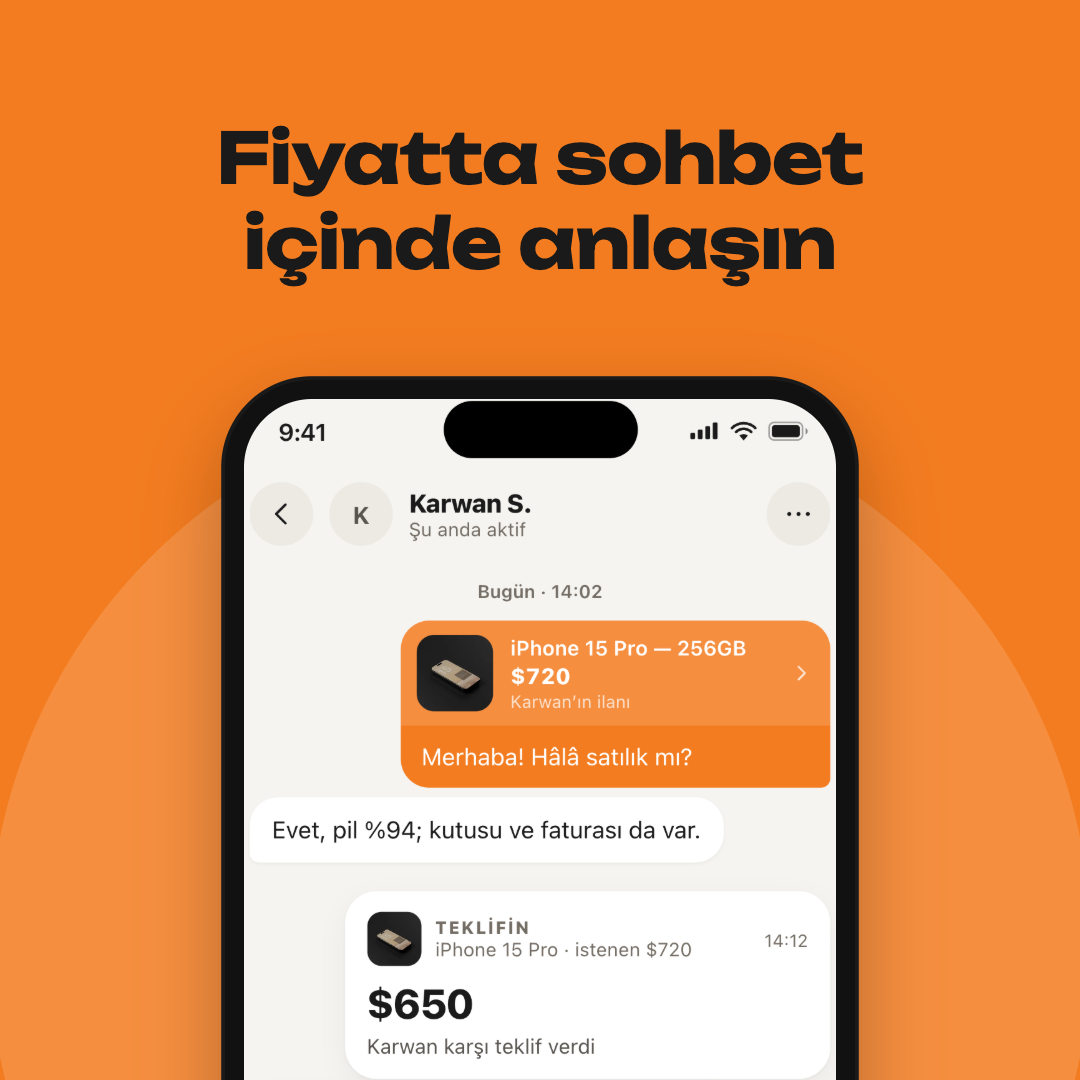 Fiyatta sohbet
içinde anlaşın
9:41
K
Karwan S.
Şu anda aktif
Bugün · 14:02
iPhone 15 Pro — 256GB
$720
Karwan’ın ilanı
Merhaba! Hâlâ satılık mı?
Evet, pil %94; kutusu ve faturası da var.
TEKLİFİN
iPhone 15 Pro · istenen $720
14:12
$650
Karwan karşı teklif verdi